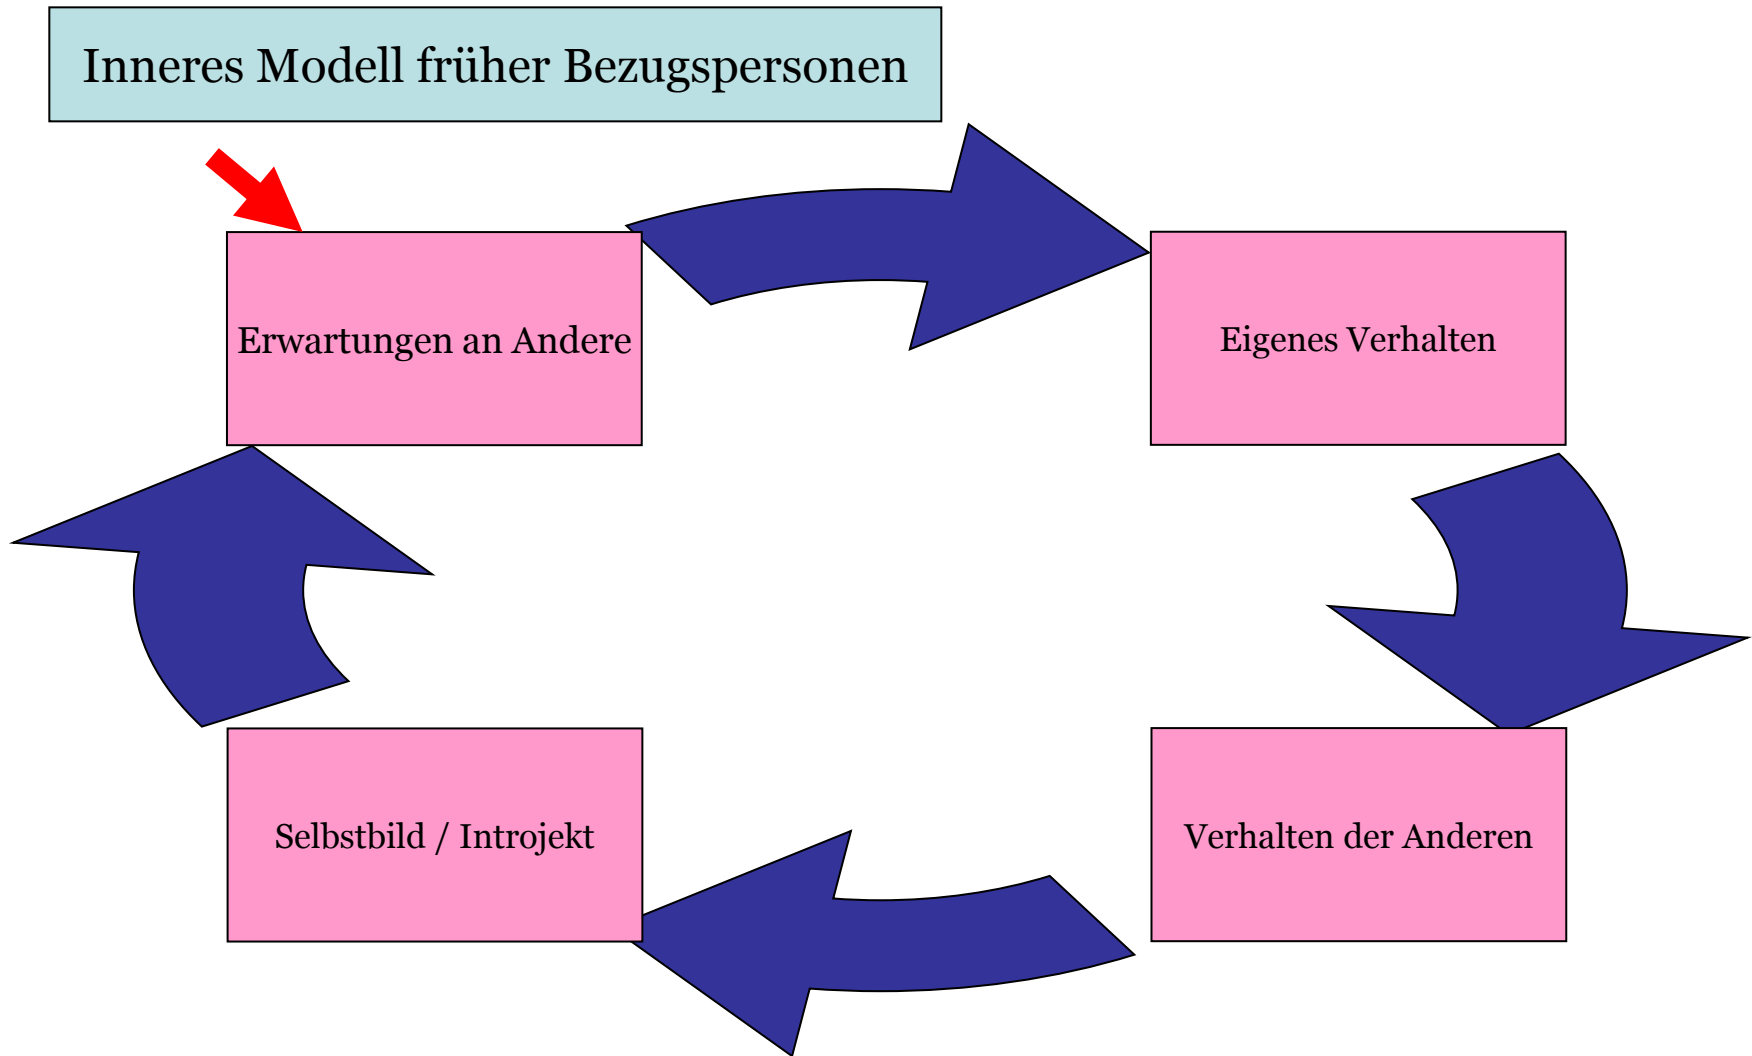 Inneres Modell früher Bezugspersonen
Erwartungen an Andere
Eigenes Verhalten
Selbstbild / Introjekt
Verhalten der Anderen